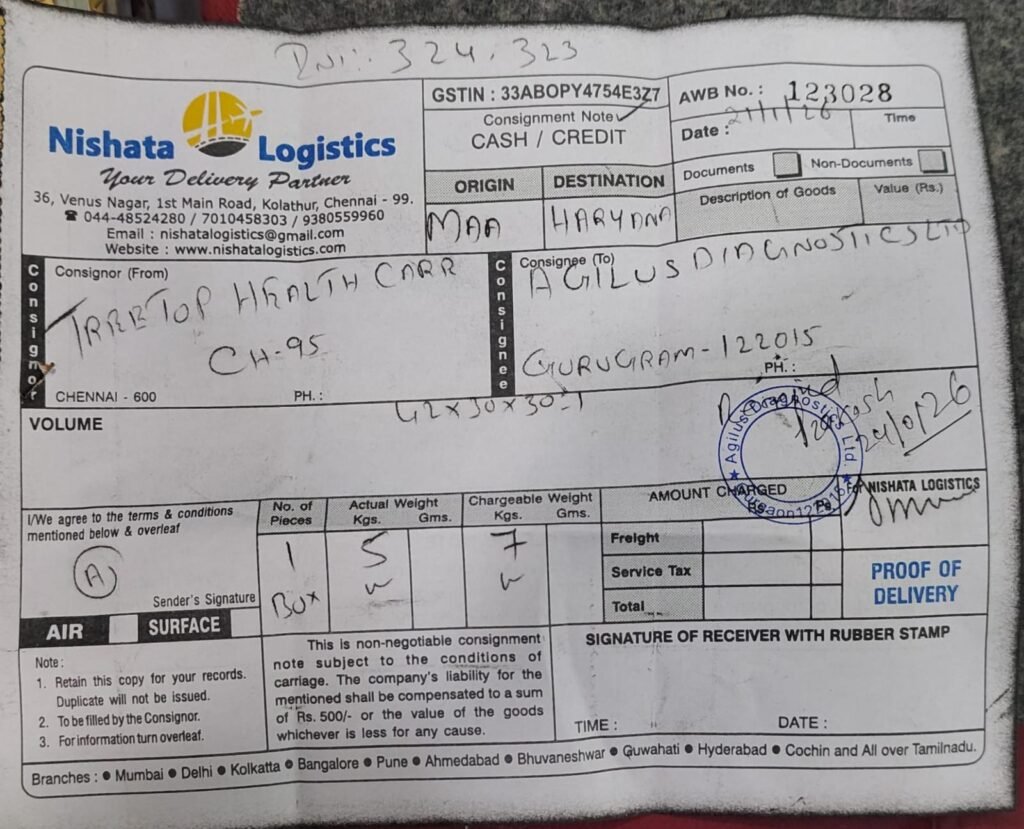 Inv: 324, 323
Nishata Logistics
Your Delivery Partner
36, Venus Nagar, 1st Main Road, Kolathur, Chennai - 99.
☎ 044-48524280 / 7010458303 / 9380559960
Email : nishatalogistics@gmail.com
Website : www.nishatalogistics.com
GSTIN : 33ABOPY4754E3Z7
Consignment Note
CASH / CREDIT
ORIGIN DESTINATION
MAA HARYANA
AWB No. : 123028
Date : 21/1/26 Time
Documents Non-Documents
Description of Goods Value (Rs.)
Consignor
Consignor (From)
TREETOP HEALTH CARE
CH-95
CHENNAI - 600 PH. :
Consignee
Consignee (To)
AGILUS DIAGNOSTICS LTD
GURUGRAM - 122015
PH. :
VOLUME
42x30x30-1
Received
Agilus Diagnostics Ltd.
Gurgaon 122015
I/We agree to the terms & conditions
mentioned below & overleaf
A
Sender's Signature
AIR SURFACE
No. of Pieces
Actual Weight
Kgs. Gms.
Chargeable Weight
Kgs. Gms.
1 5 7
Box
AMOUNT CHARGED
Rs. Ps.
Freight
Service Tax
Total
For NISHATA LOGISTICS
PROOF OF
DELIVERY
Note :
1. Retain this copy for your records.
Duplicate will not be issued.
2. To be filled by the Consignor.
3. For information turn overleaf.
This is non-negotiable consignment
note subject to the conditions of
carriage. The company's liability for the
mentioned shall be compensated to a sum
of Rs. 500/- or the value of the goods
whichever is less for any cause.
SIGNATURE OF RECEIVER WITH RUBBER STAMP
TIME : DATE :
Branches : ● Mumbai ● Delhi ● Kolkatta ● Bangalore ● Pune ● Ahmedabad ● Bhuvaneshwar ● Guwahati ● Hyderabad ● Cochin and All over Tamilnadu.